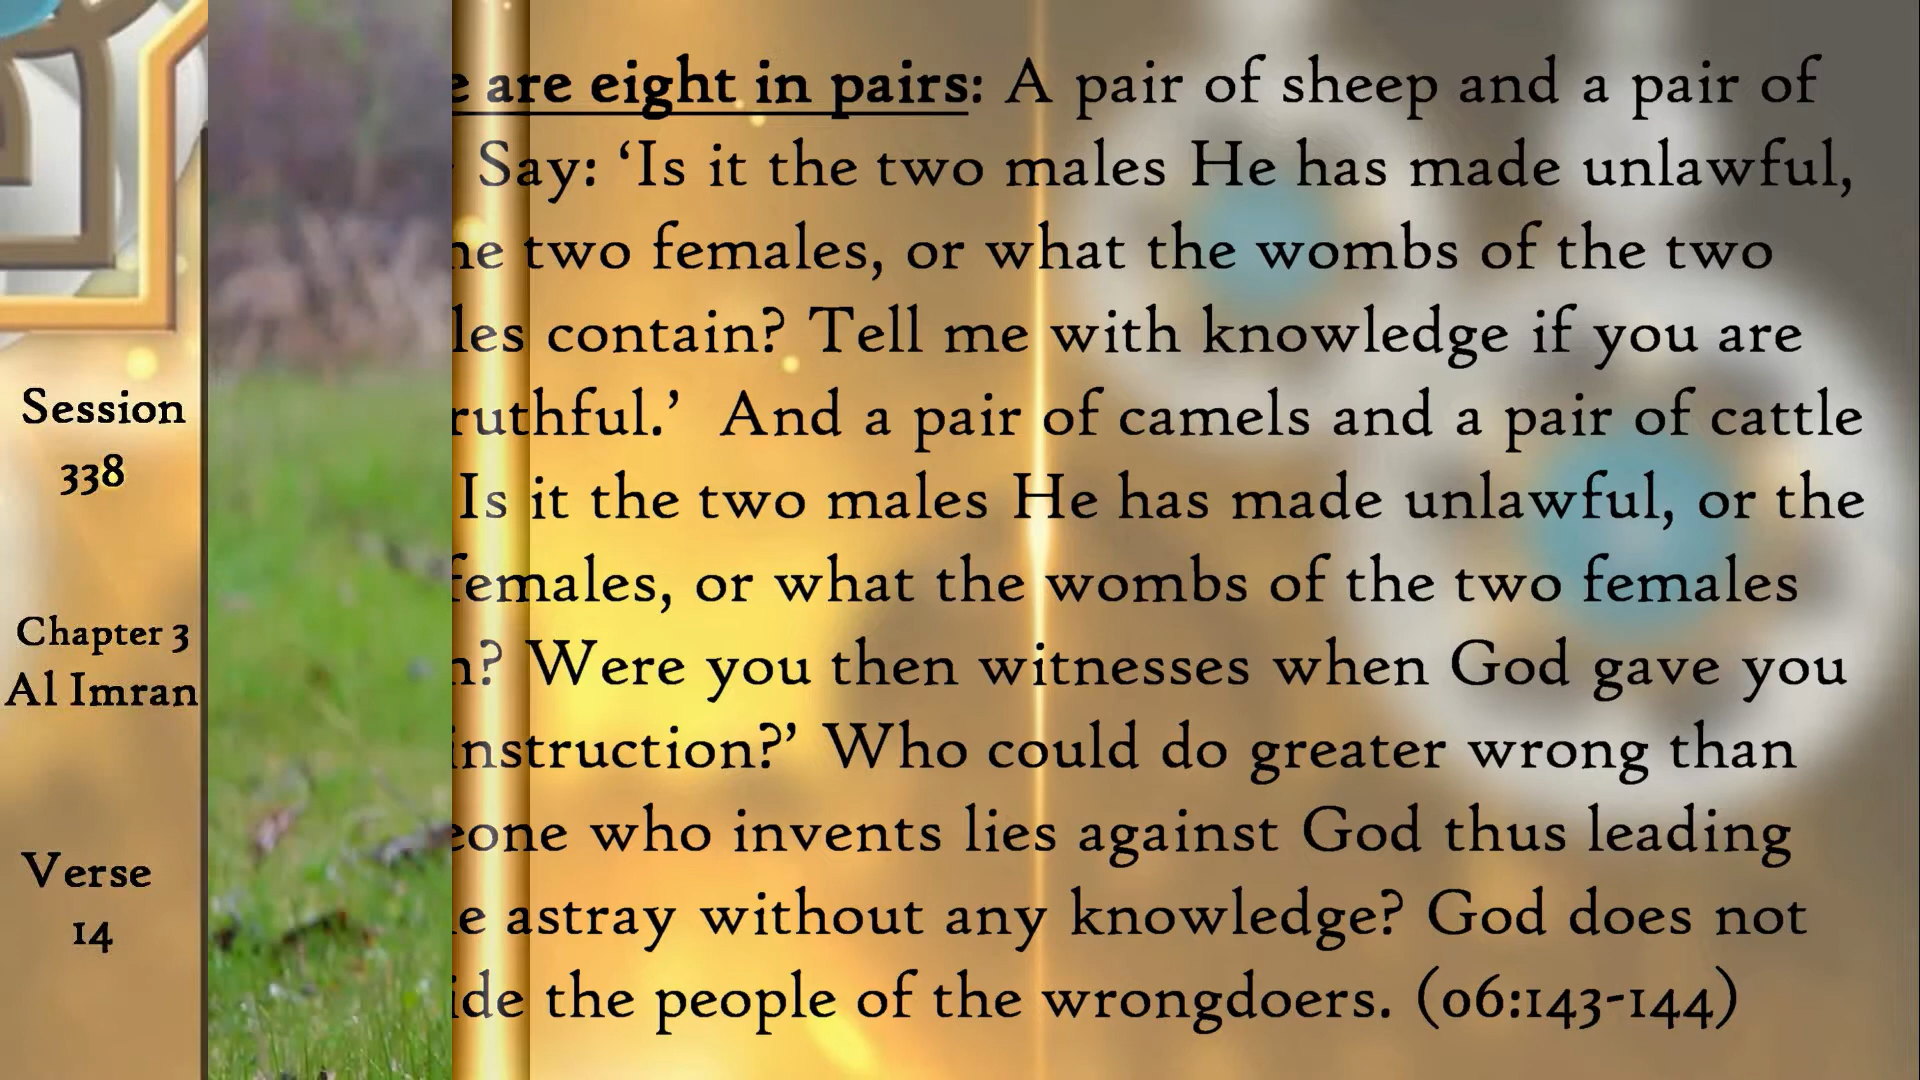 Session
338
Chapter 3
Al Imran
Verse
14
are eight in pairs: A pair of sheep and a pair of
Say: ‘Is it the two males He has made unlawful,
two females, or what the wombs of the two
contain? Tell me with knowledge if you are
And a pair of camels and a pair of cattle
Is it the two males He has made unlawful, or the
females, or what the wombs of the two females
Were you then witnesses when God gave you
instruction?’ Who could do greater wrong than
who invents lies against God thus leading
astray without any knowledge? God does not
the people of the wrongdoers. (06:143-144)